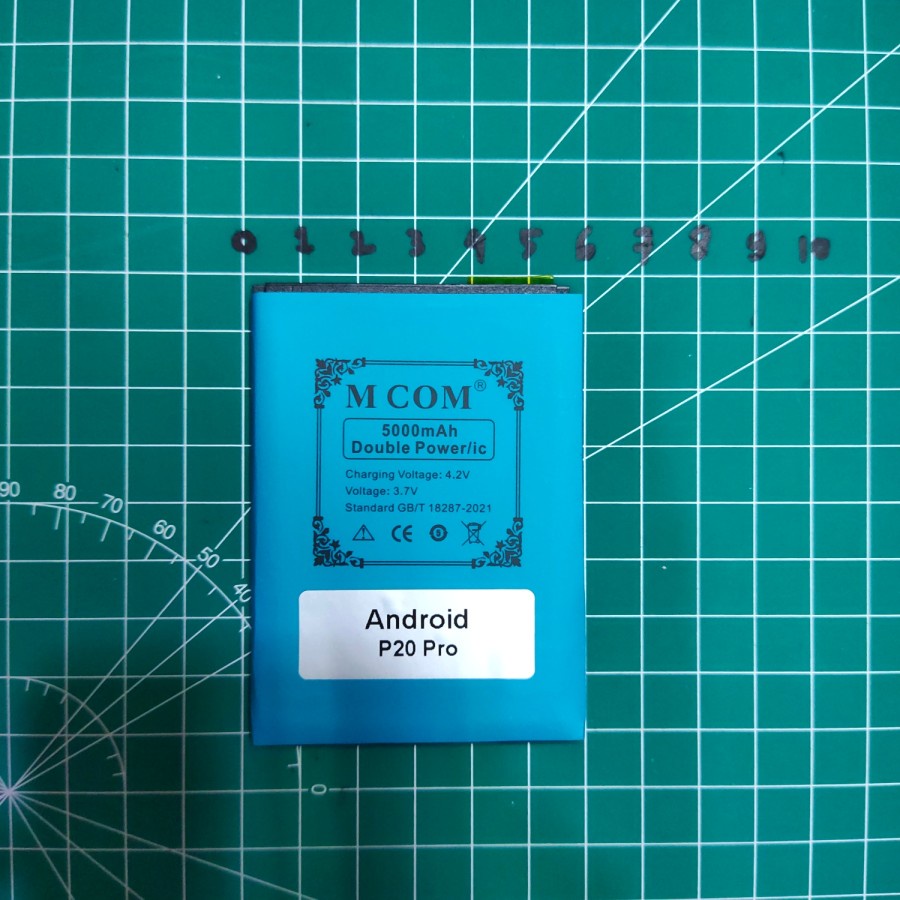 0 1 2 3 4 5 6 7 8 9 10
M COM®
5000mAh
Double Power/ic
Charging Voltage: 4.2V
Voltage: 3.7V
Standard GB/T 18287-2021
CE
Android
P20 Pro
90 80 70 60 50 40
0